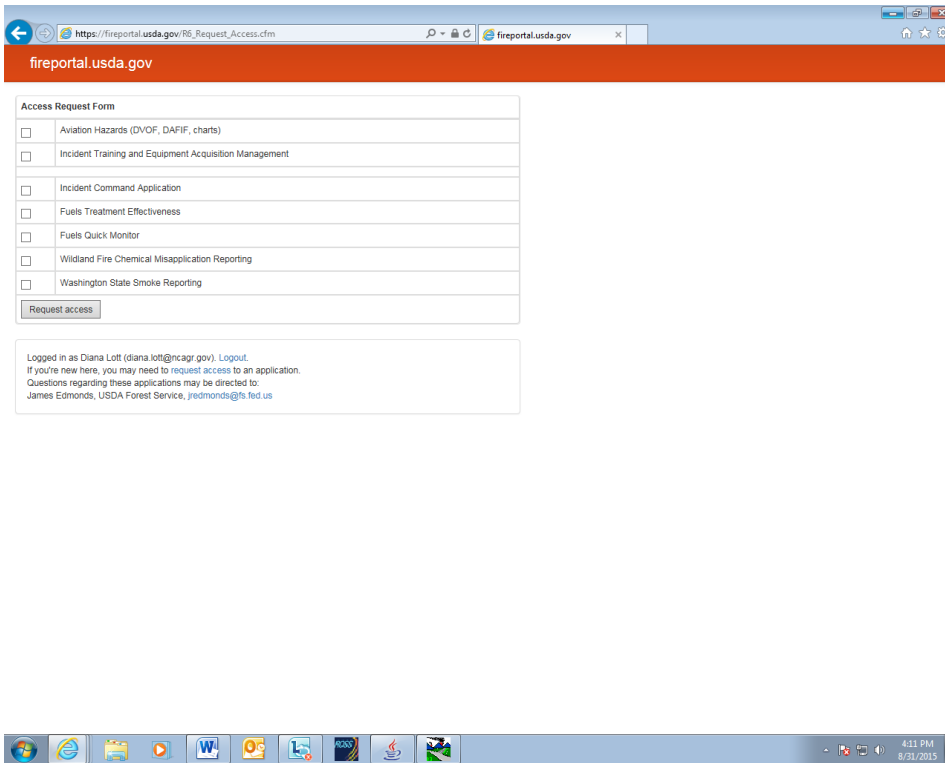 https://fireportal.usda.gov/R6_Request_Access.cfm
fireportal.usda.gov
fireportal.usda.gov
Access Request Form
Aviation Hazards (DVOF, DAFIF, charts)
Incident Training and Equipment Acquisition Management
Incident Command Application
Fuels Treatment Effectiveness
Fuels Quick Monitor
Wildland Fire Chemical Misapplication Reporting
Washington State Smoke Reporting
Request access
Logged in as Diana Lott (diana.lott@ncagr.gov). Logout.
If you're new here, you may need to request access to an application.
Questions regarding these applications may be directed to:
James Edmonds, USDA Forest Service, jredmonds@fs.fed.us
ROSS
4:11 PM
8/31/2015